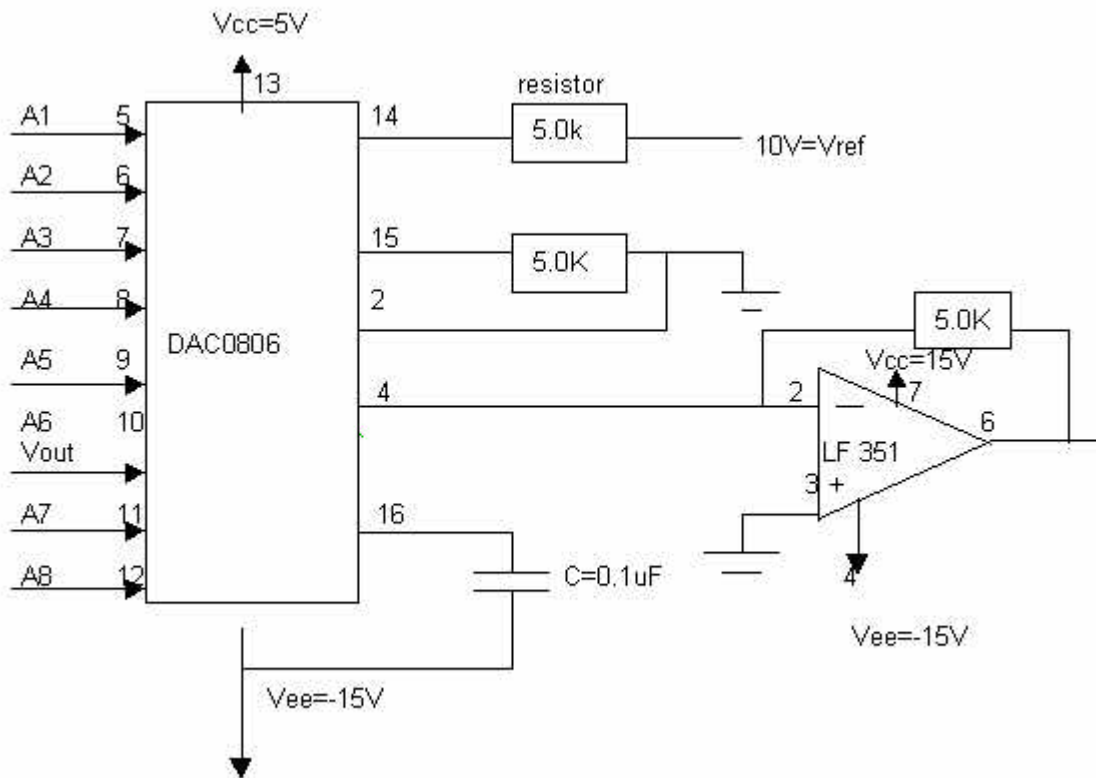 Vcc=5V
13
resistor
A1 5
14
5.0k
10V=Vref
A2 6
A3 7
15
5.0K
A4 8
2
DAC0806
5.0K
A5 9
Vcc=15V
4
2
7
A6 10
6
Vout
LF 351
3 +
A7 11
16
A8 12
C=0.1uF
4
Vee=-15V
Vee=-15V